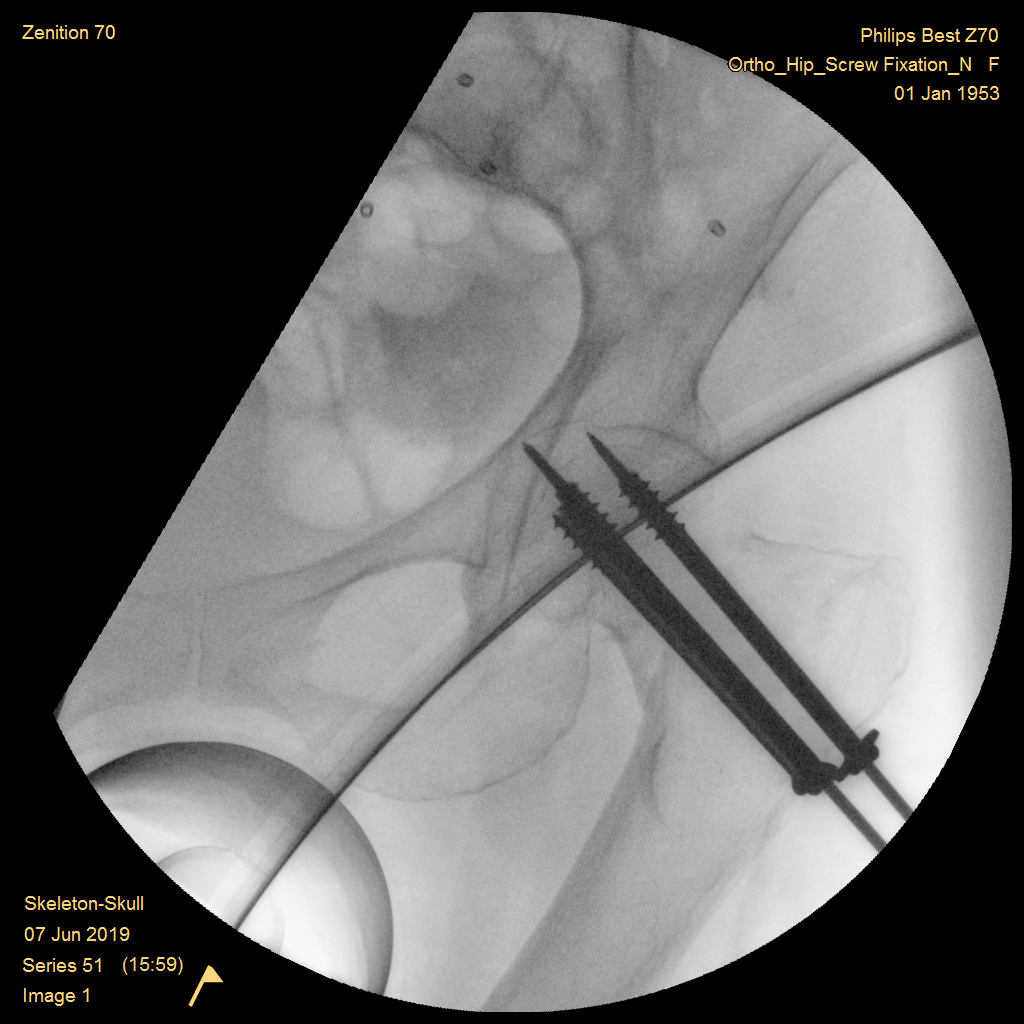 Zenition 70
Philips Best Z70
Ortho_Hip_Screw Fixation_N F
01 Jan 1953
Skeleton-Skull
07 Jun 2019
Series 51 (15:59)
Image 1